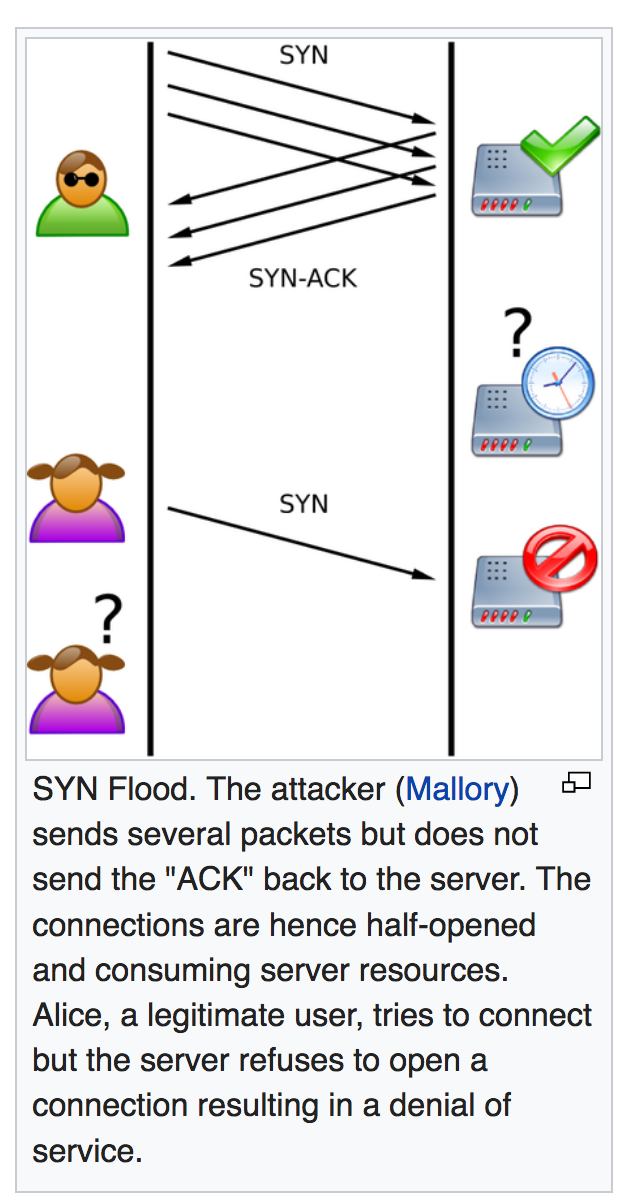 SYN
SYN-ACK
?
SYN
?
SYN Flood. The attacker (Mallory)
sends several packets but does not
send the "ACK" back to the server. The
connections are hence half-opened
and consuming server resources.
Alice, a legitimate user, tries to connect
but the server refuses to open a
connection resulting in a denial of
service.